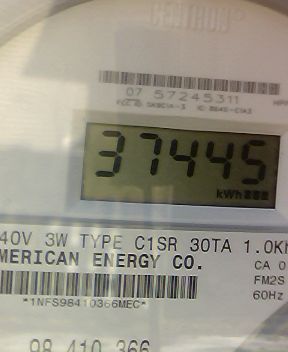 CENTRON
07 57245311
37445
kWh
40V 3W TYPE C1SR 30TA 1.0K
MERICAN ENERGY CO.
CA 0
FM2S
60Hz
*1NFS98410366MEC*
98 410 366